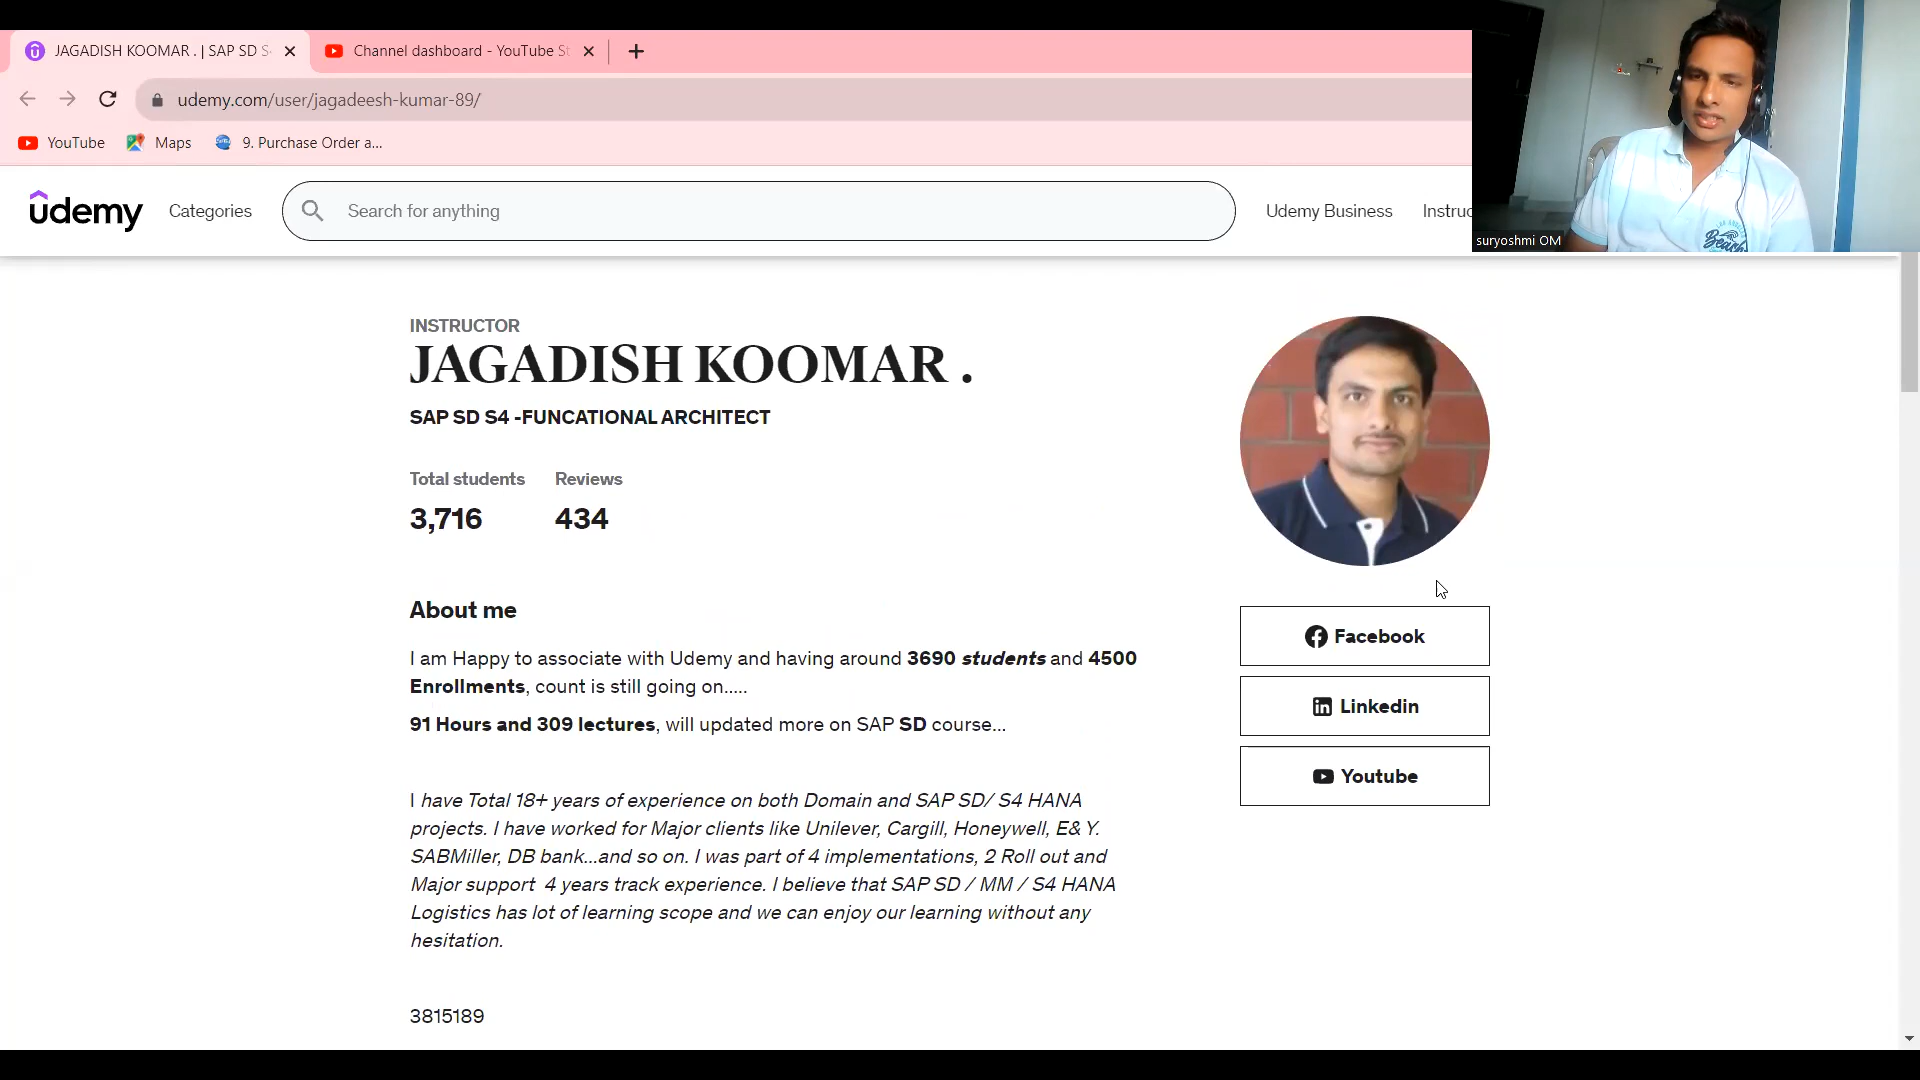 JAGADISH KOOMAR . | SAP SD S
Channel dashboard - YouTube St
udemy.com/user/jagadeesh-kumar-89/
YouTube
Maps
9. Purchase Order a...
suryoshmi OM
Beach
udemy
Categories
Search for anything
Udemy Business
Instruc
INSTRUCTOR
JAGADISH KOOMAR .
SAP SD S4 -FUNCATIONAL ARCHITECT
Total students
Reviews
3,716
434
About me
I am Happy to associate with Udemy and having around 3690 students and 4500
Enrollments, count is still going on.....
91 Hours and 309 lectures, will updated more on SAP SD course...
I have Total 18+ years of experience on both Domain and SAP SD/ S4 HANA
projects. I have worked for Major clients like Unilever, Cargill, Honeywell, E& Y.
SABMiller, DB bank...and so on. I was part of 4 implementations, 2 Roll out and
Major support 4 years track experience. I believe that SAP SD / MM / S4 HANA
Logistics has lot of learning scope and we can enjoy our learning without any
hesitation.
3815189
Facebook
Linkedin
Youtube